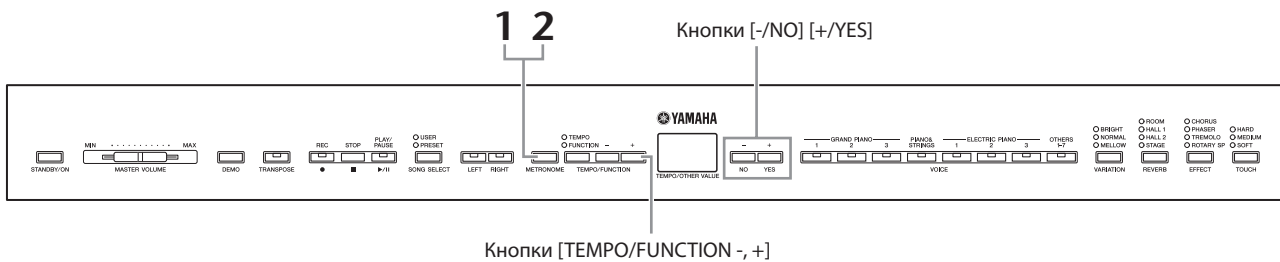 1 2
Кнопки [-/NO] [+/YES]
YAMAHA
MIN MAX
STANDBY/ON
MASTER VOLUME
DEMO
TRANSPOSE
REC STOP PLAY/PAUSE
USER
PRESET
SONG SELECT
LEFT RIGHT
METRONOME
TEMPO
FUNCTION - +
TEMPO/FUNCTION
TEMPO/OTHER VALUE
- +
NO YES
GRAND PIANO
1 2 3
PIANO& STRINGS
ELECTRIC PIANO
1 2 3
OTHERS
1-7
VOICE
BRIGHT
NORMAL
MELLOW
VARIATION
ROOM
HALL 1
HALL 2
STAGE
REVERB
CHORUS
PHASER
TREMOLO
ROTARY SP
EFFECT
HARD
MEDIUM
SOFT
TOUCH
Кнопки [TEMPO/FUNCTION -, +]